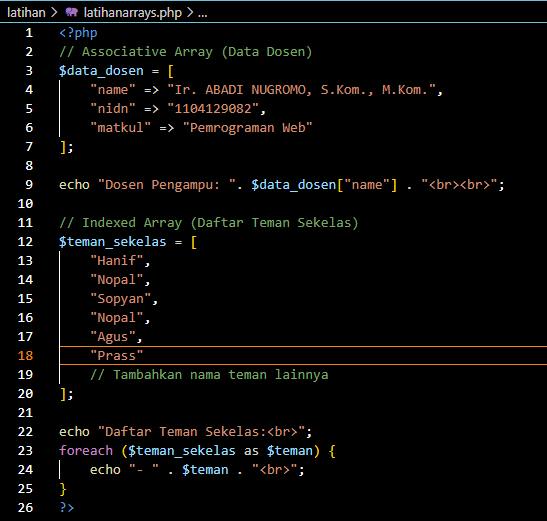 latihan > latihanarrays.php > ...
1 <?php
2 // Associative Array (Data Dosen)
3 $data_dosen = [
4     "name" => "Ir. ABADI NUGROMO, S.Kom., M.Kom.",
5     "nidn" => "1104129082",
6     "matkul" => "Pemrograman Web"
7 ];
8
9 echo "Dosen Pengampu: ". $data_dosen["name"] . "<br><br>";
10
11 // Indexed Array (Daftar Teman Sekelas)
12 $teman_sekelas = [
13     "Hanif",
14     "Nopal",
15     "Sopyan",
16     "Nopal",
17     "Agus",
18     "Prass"
19     // Tambahkan nama teman lainnya
20 ];
21
22 echo "Daftar Teman Sekelas:<br>";
23 foreach ($teman_sekelas as $teman) {
24     echo "- " . $teman . "<br>";
25 }
26 ?>